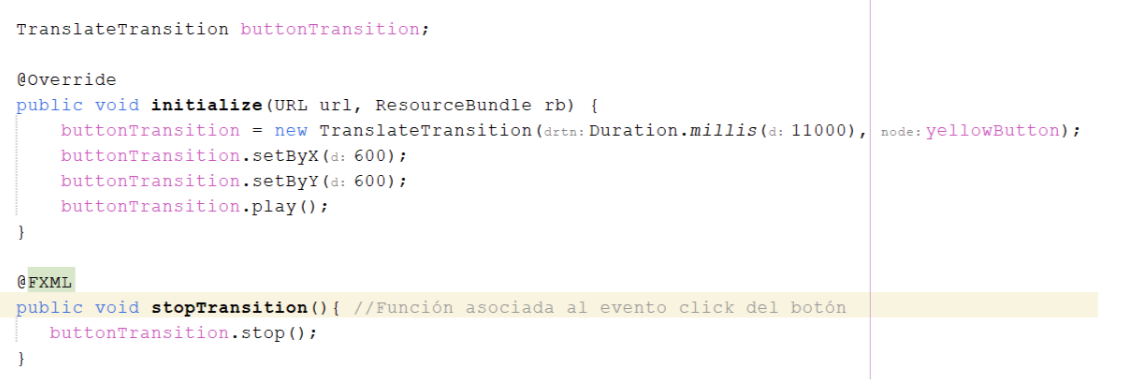 TranslateTransition buttonTransition;
@Override
public void initialize(URL url, ResourceBundle rb) {
buttonTransition = new TranslateTransition(drtn: Duration.millis(d: 11000), node: yellowButton);
buttonTransition.setByX(d: 600);
buttonTransition.setByY(d: 600);
buttonTransition.play();
}
@FXML
public void stopTransition(){ //Función asociada al evento click del botón
buttonTransition.stop();
}